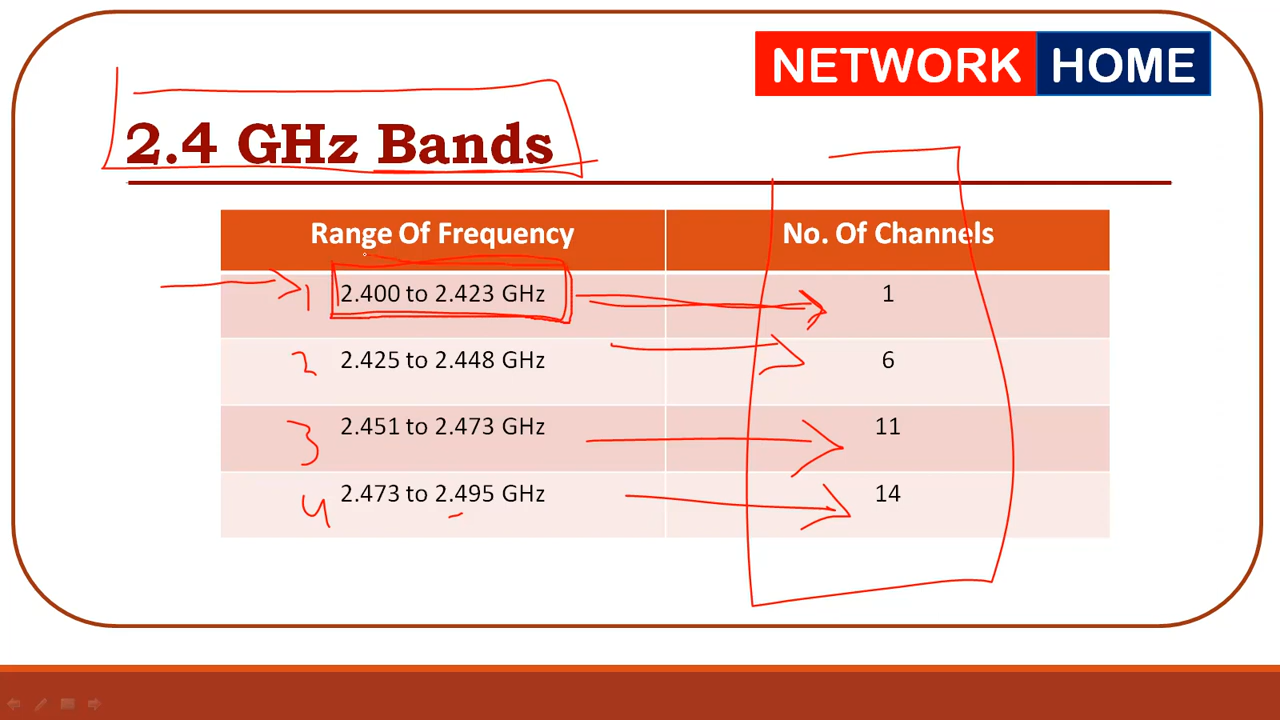 NETWORK HOME
2.4 GHz Bands
Range Of Frequency No. Of Channels
1 2.400 to 2.423 GHz 1
2 2.425 to 2.448 GHz 6
3 2.451 to 2.473 GHz 11
4 2.473 to 2.495 GHz 14